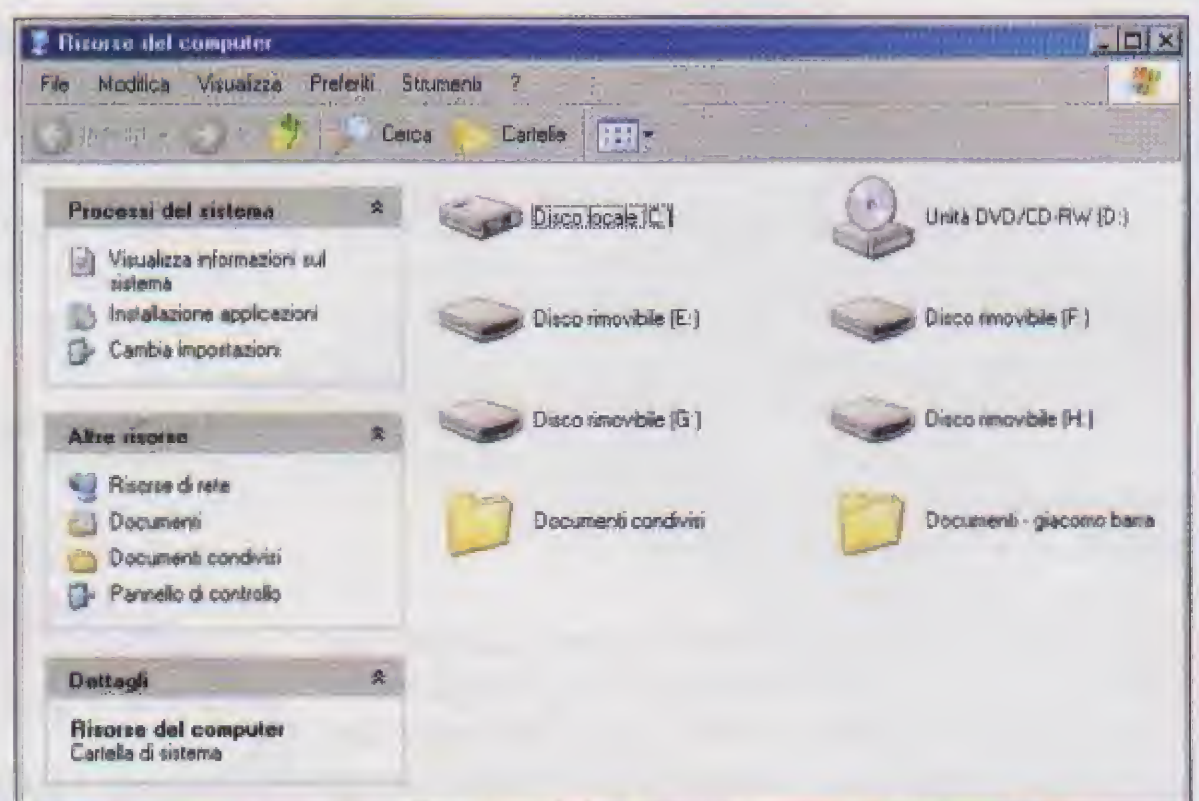 Risorse del computer
File Modifica Visualizza Preferiti Strumenti ?
Cerca Cartelle
Processi del sistema
Visualizza informazioni sul
sistema
Installazione applicazioni
Cambia impostazioni
Altre risorse
Risorse di rete
Documenti
Documenti condivisi
Pannello di controllo
Dettagli
Risorse del computer
Cartella di sistema
Disco locale (C:)
Unità DVD/CD-RW (D:)
Disco rimovibile (E:)
Disco rimovibile (F:)
Disco rimovibile (G:)
Disco rimovibile (H:)
Documenti condivisi
Documenti - giacomo barra